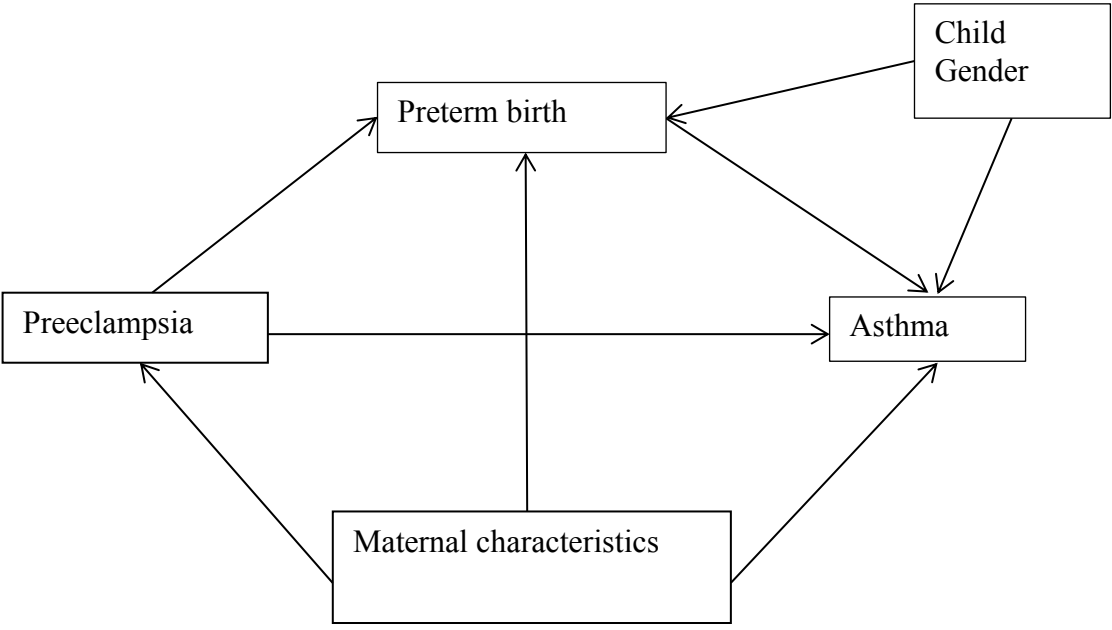 Child
Gender
Preterm birth
Preeclampsia
Asthma
Maternal characteristics